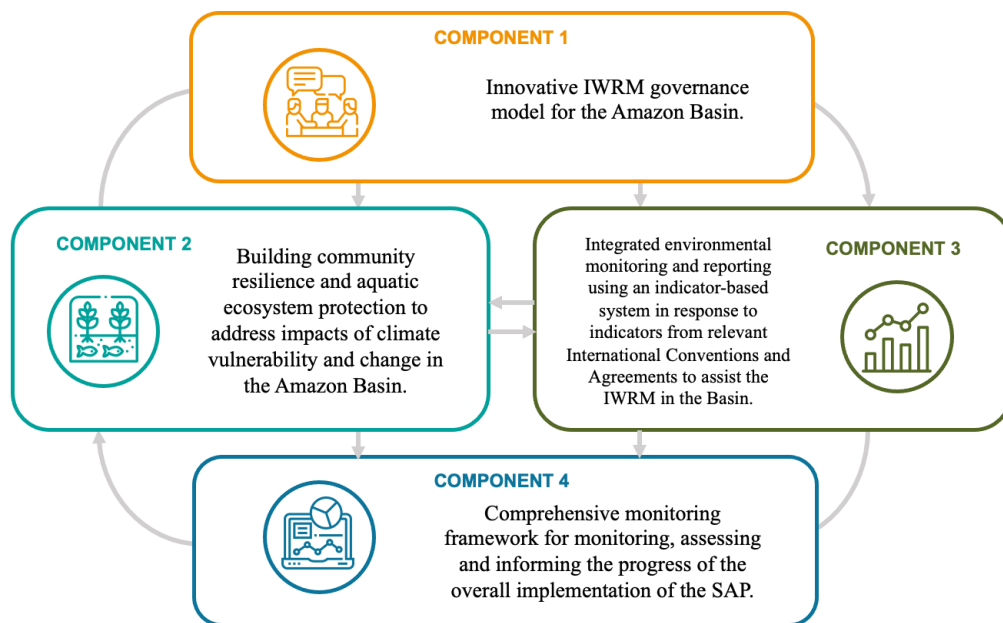 COMPONENT 1
Innovative IWRM governance
model for the Amazon Basin.
COMPONENT 2
Building community
resilience and aquatic
ecosystem protection to
address impacts of climate
vulnerability and change in
the Amazon Basin.
COMPONENT 3
Integrated environmental
monitoring and reporting
using an indicator-based
system in response to
indicators from relevant
International Conventions and
Agreements to assist the
IWRM in the Basin.
COMPONENT 4
Comprehensive monitoring
framework for monitoring, assessing
and informing the progress of the
overall implementation of the SAP.